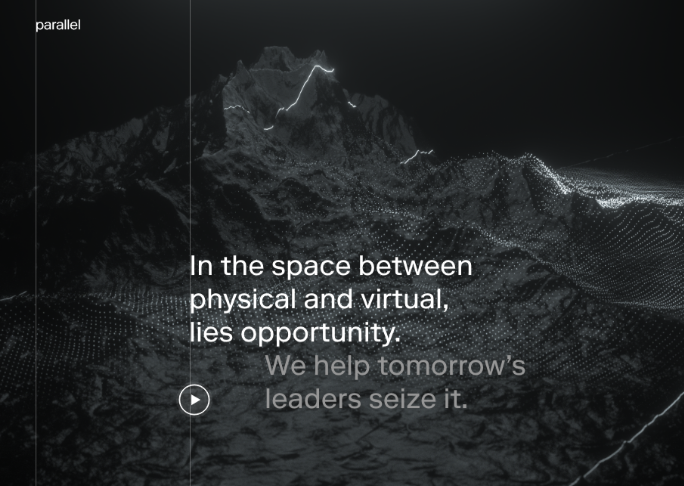 parallel
In the space between
physical and virtual,
lies opportunity.
We help tomorrow’s
leaders seize it.